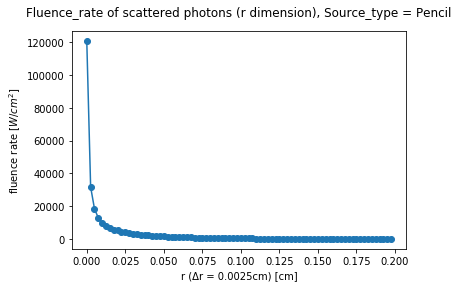 Fluence_rate of scattered photons (r dimension), Source_type = Pencil
120000
100000
80000
60000
40000
20000
0
fluence rate [W/cm²]
0.000 0.025 0.050 0.075 0.100 0.125 0.150 0.175 0.200
r (Δr = 0.0025cm) [cm]